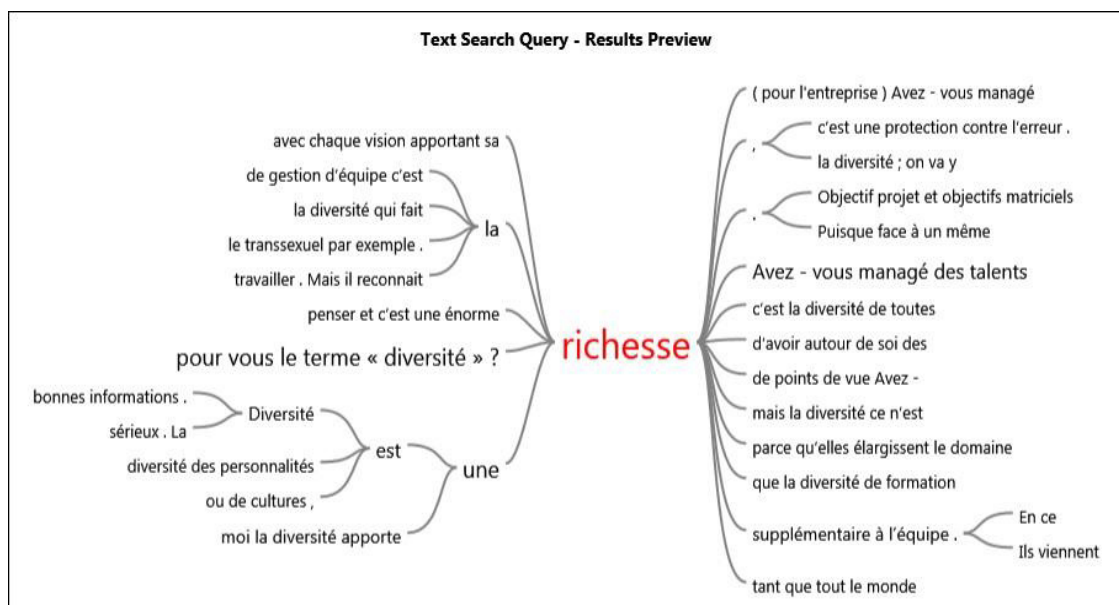 Text Search Query - Results Preview
avec chaque vision apportant sa
de gestion d'équipe c'est
la diversité qui fait
le transsexuel par exemple .
travailler . Mais il reconnait
la
penser et c'est une énorme
pour vous le terme « diversité » ?
bonnes informations .
sérieux . La
Diversité
diversité des personnalités
ou de cultures ,
est
moi la diversité apporte
une
richesse
( pour l'entreprise ) Avez - vous managé
,
c'est une protection contre l'erreur .
la diversité ; on va y
.
Objectif projet et objectifs matriciels
Puisque face à un même
Avez - vous managé des talents
c'est la diversité de toutes
d'avoir autour de soi des
de points de vue Avez -
mais la diversité ce n'est
parce qu'elles élargissent le domaine
que la diversité de formation
supplémentaire à l'équipe .
En ce
Ils viennent
tant que tout le monde